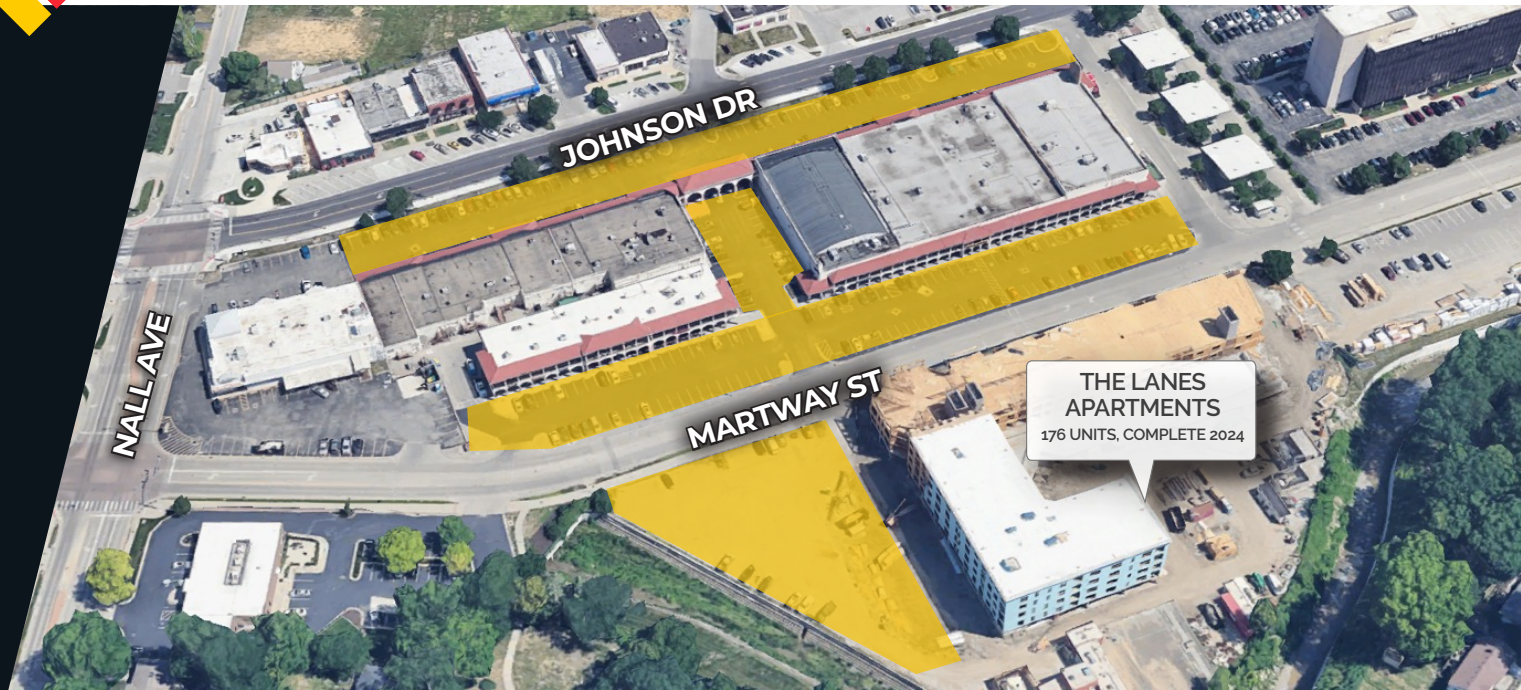 JOHNSON DR
NALL AVE
MARTWAY ST
THE LANES
APARTMENTS
176 UNITS, COMPLETE 2024